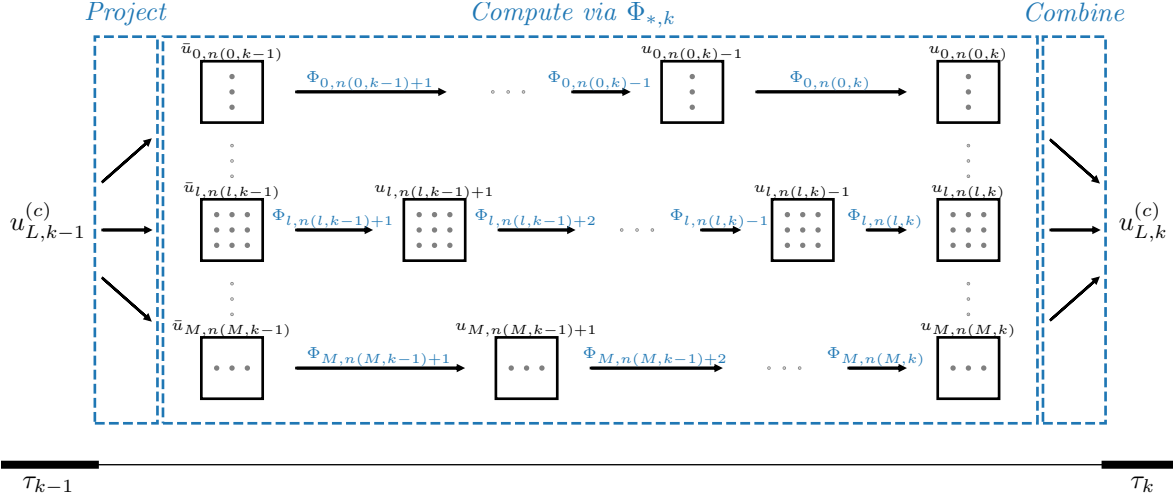 Project Compute via Φ_{*,k} Combine
ū_{0,n(0,k−1)} u_{0,n(0,k)−1} u_{0,n(0,k)}
Φ_{0,n(0,k−1)+1} Φ_{0,n(0,k)−1} Φ_{0,n(0,k)}
ū_{l,n(l,k−1)} u_{l,n(l,k−1)+1} u_{l,n(l,k)−1} u_{l,n(l,k)}
u_{L,k−1}^{(c)} Φ_{l,n(l,k−1)+1} Φ_{l,n(l,k−1)+2} Φ_{l,n(l,k)−1} Φ_{l,n(l,k)} u_{L,k}^{(c)}
ū_{M,n(M,k−1)} u_{M,n(M,k−1)+1} u_{M,n(M,k)}
Φ_{M,n(M,k−1)+1} Φ_{M,n(M,k−1)+2} Φ_{M,n(M,k)}
τ_{k−1} τ_k